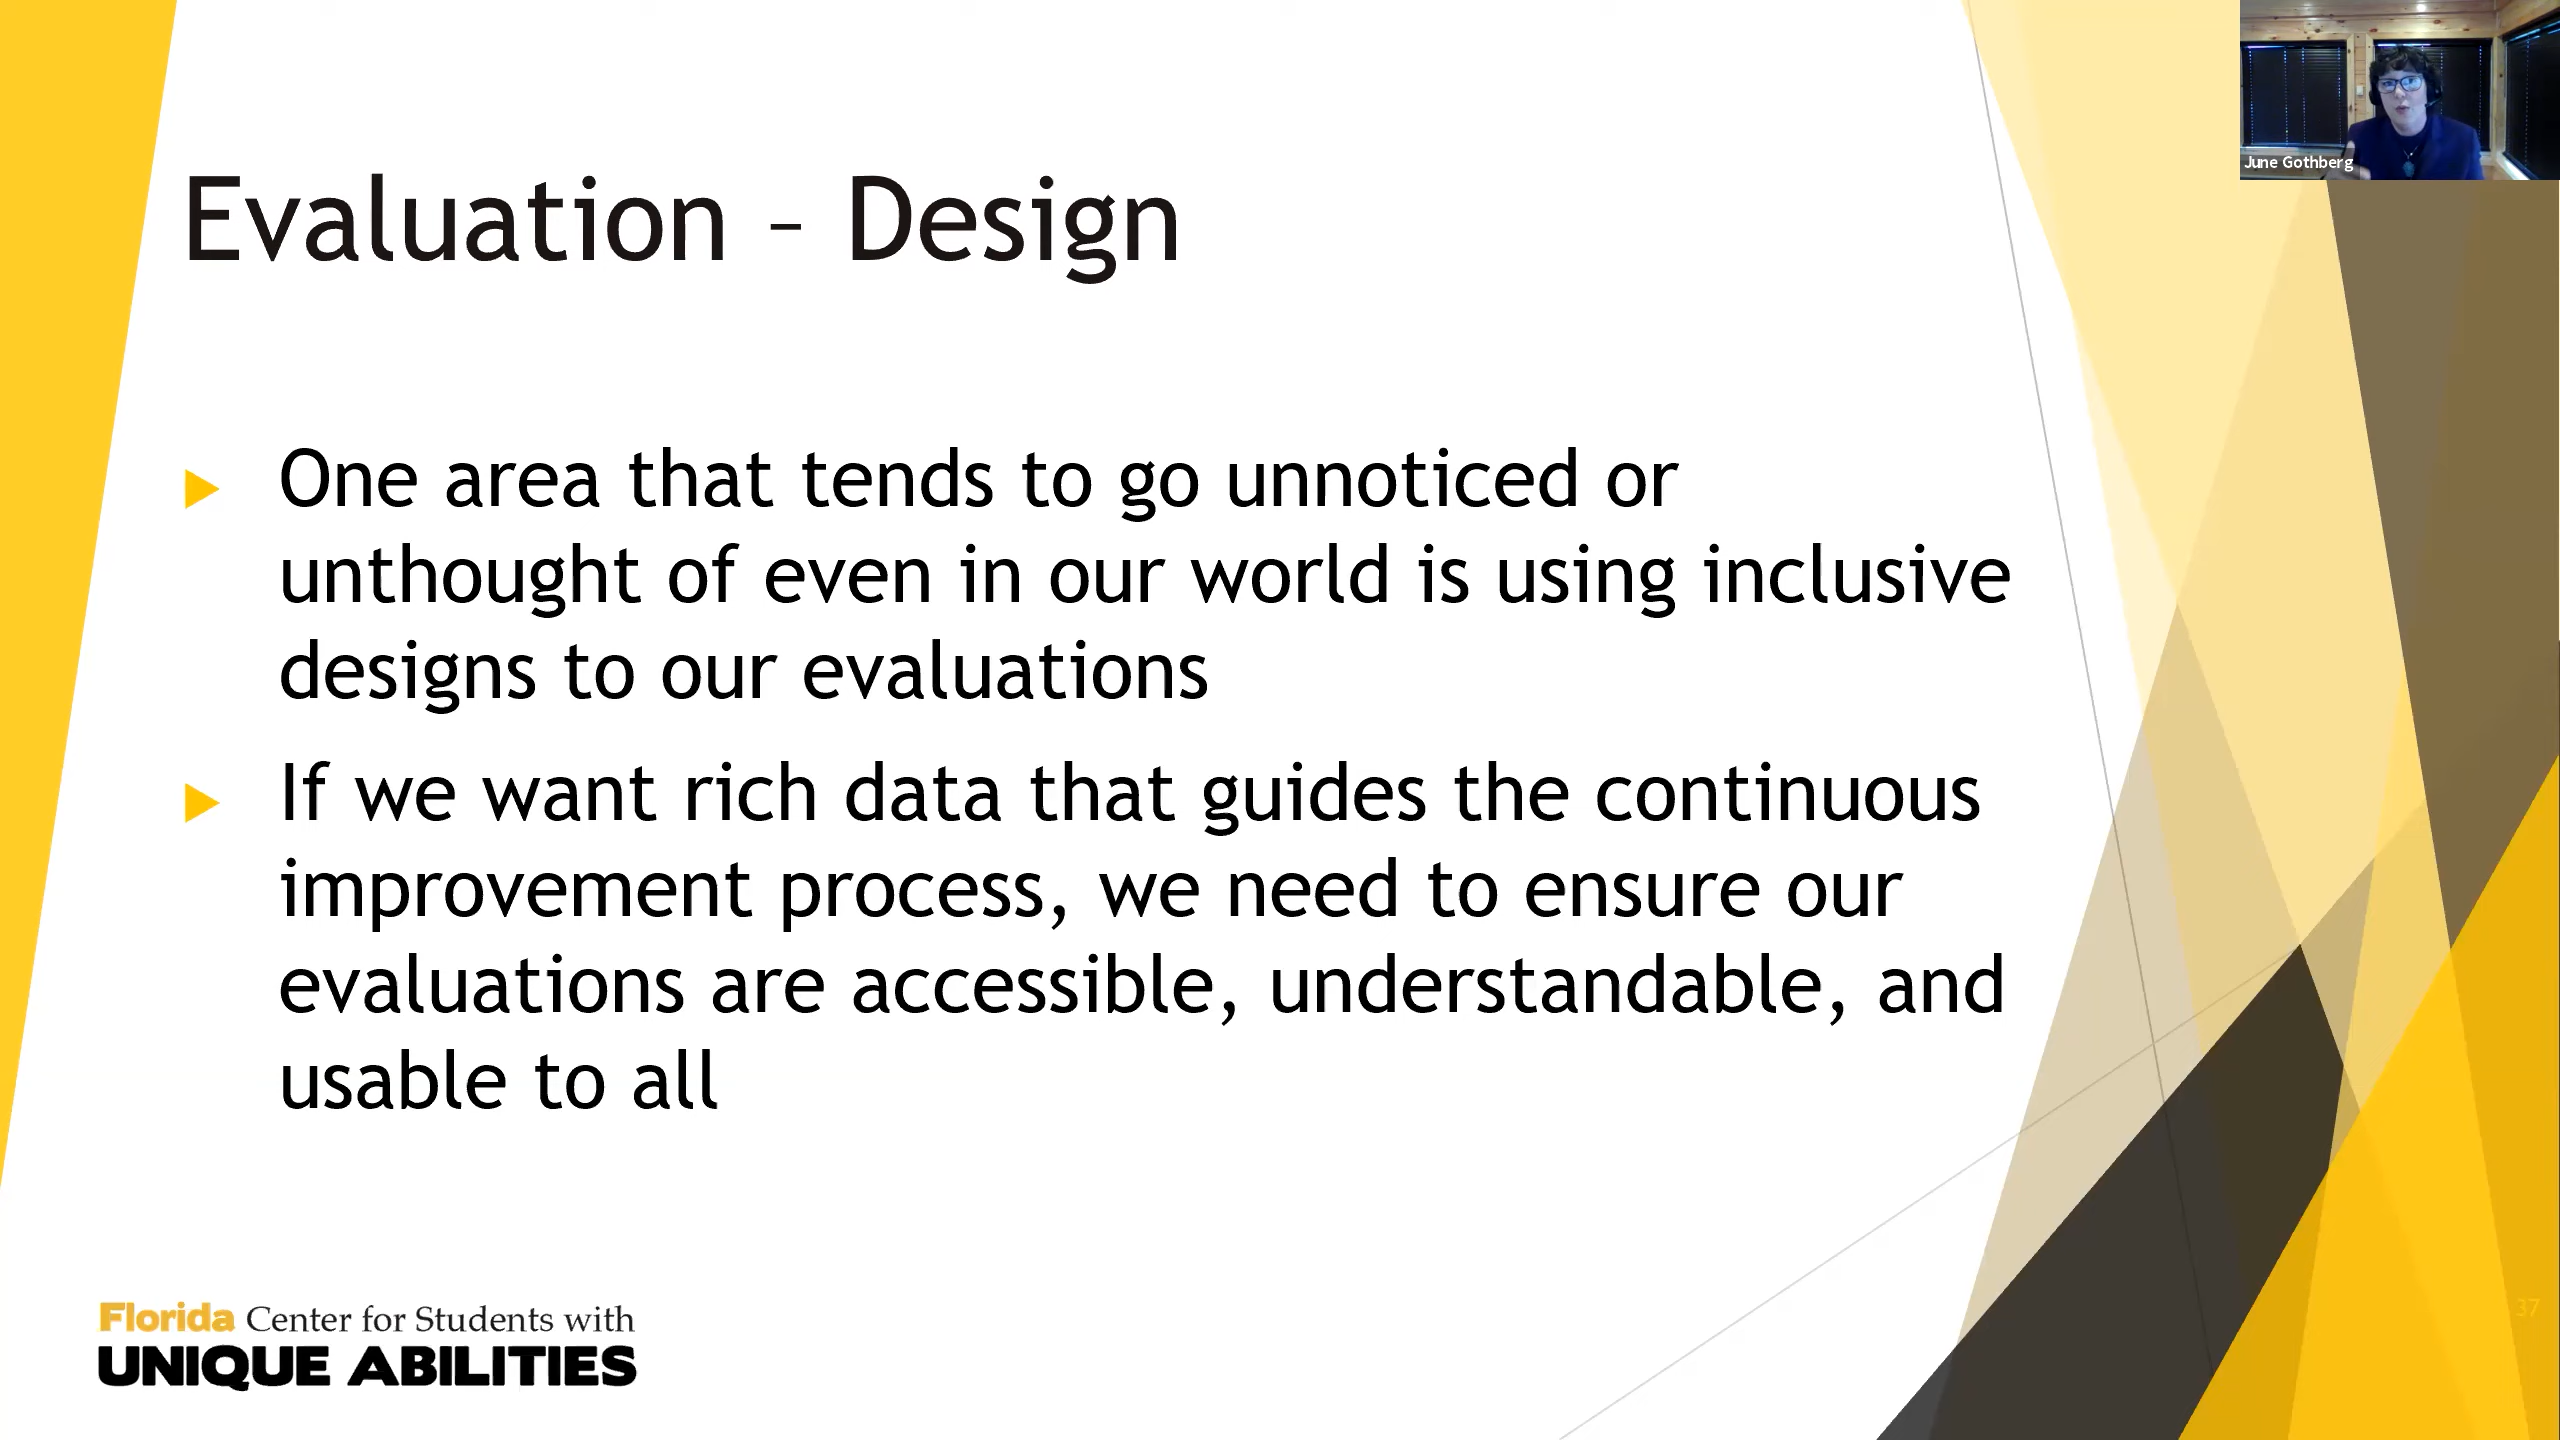 June Gothberg
Evaluation – Design
One area that tends to go unnoticed or
unthought of even in our world is using inclusive
designs to our evaluations
If we want rich data that guides the continuous
improvement process, we need to ensure our
evaluations are accessible, understandable, and
usable to all
Florida Center for Students with
UNIQUE ABILITIES
37